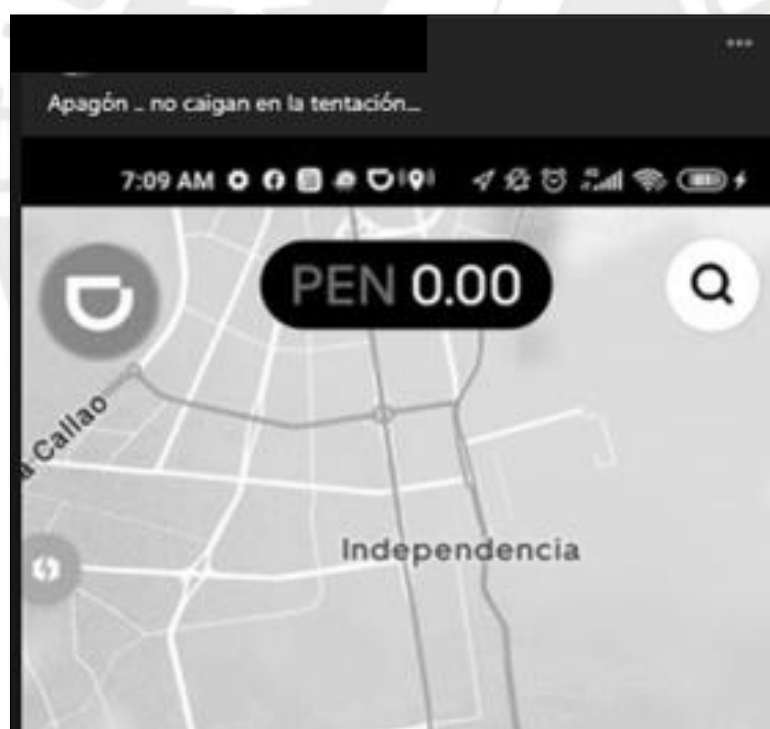 Apagón .. no caigan en la tentación...
7:09 AM
PEN 0.00
a Callao
Independencia